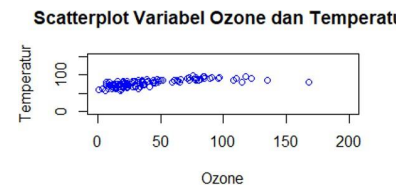 Scatterplot Variabel Ozone dan Temperatu
Temperatur
100
0
0 50 100 150 200
Ozone